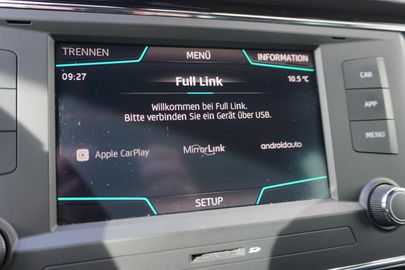 TRENNEN MENÜ INFORMATION
09:27 Full Link 10.5 °C
Willkommen bei Full Link.
Bitte verbinden Sie ein Gerät über USB.
Apple CarPlay MirrorLink androidauto
SETUP
CAR
APP
MENU
SD